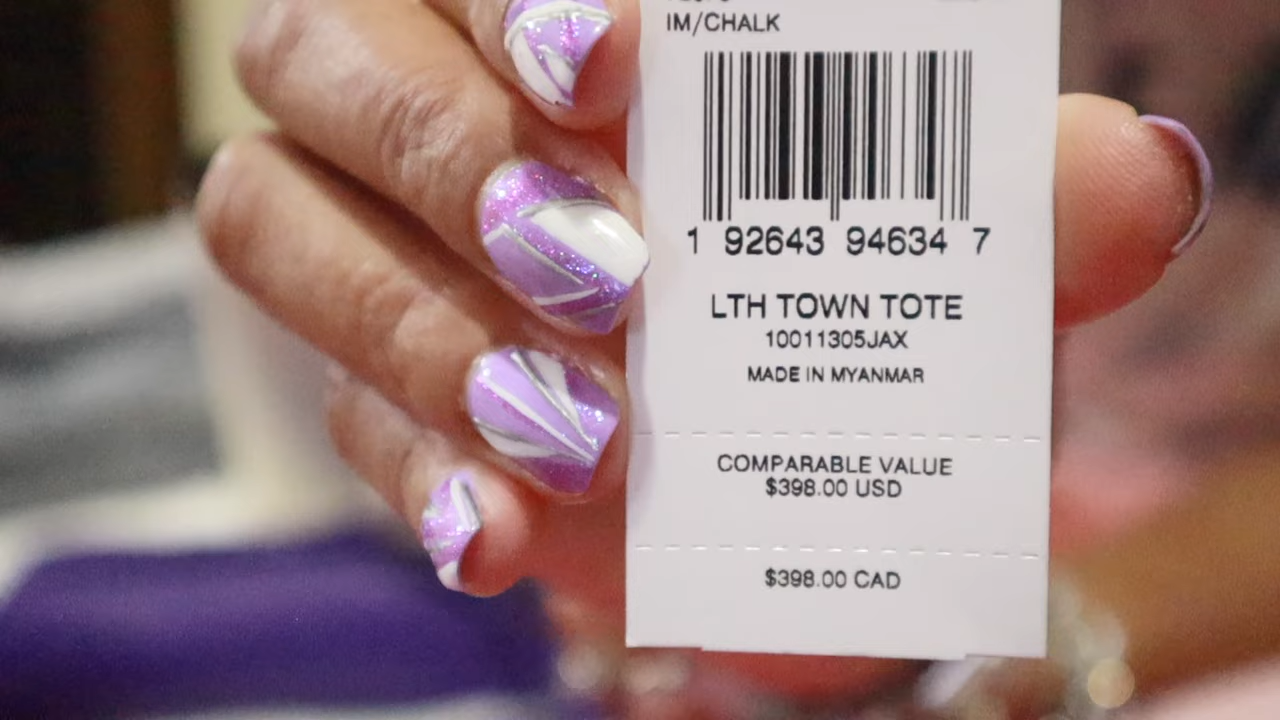 IM/CHALK
1 92643 94634 7
LTH TOWN TOTE
10011305JAX
MADE IN MYANMAR
COMPARABLE VALUE
$398.00 USD
$398.00 CAD